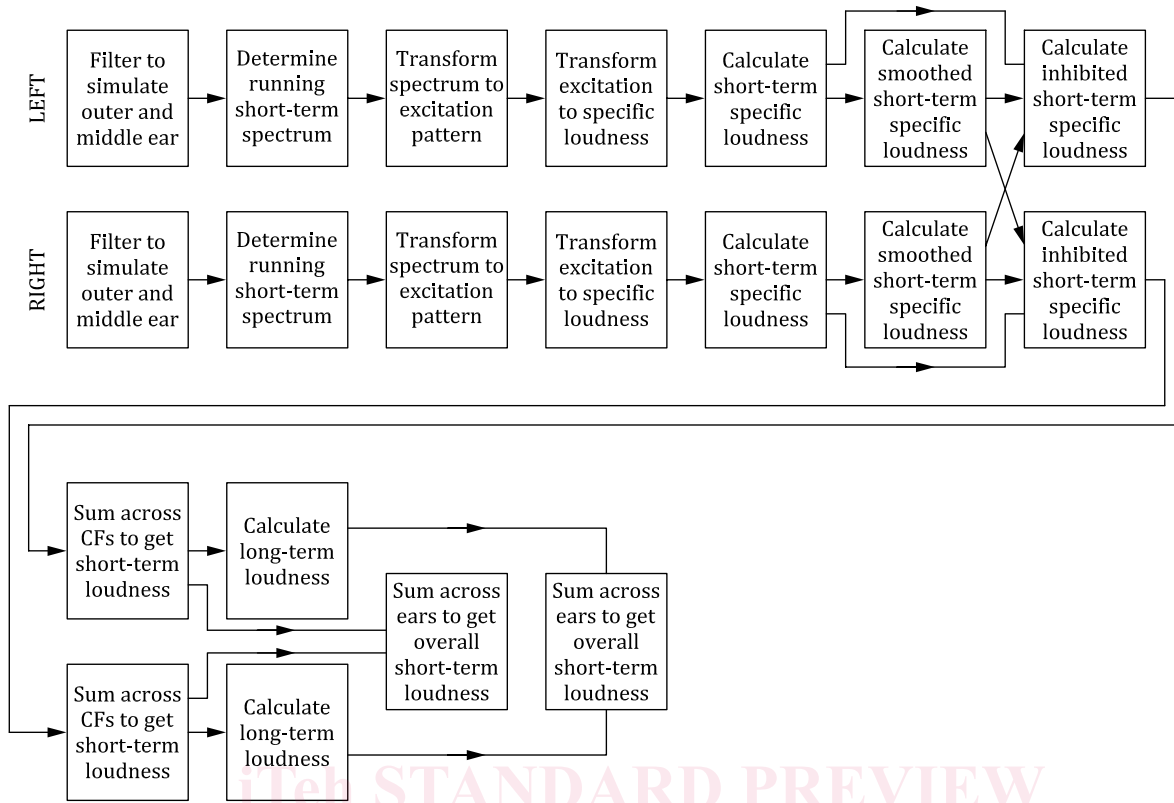 LEFT
Filter to
simulate
outer and
middle ear
Determine
running
short-term
spectrum
Transform
spectrum to
excitation
pattern
Transform
excitation
to specific
loudness
Calculate
short-term
specific
loudness
Calculate
smoothed
short-term
specific
loudness
Calculate
inhibited
short-term
specific
loudness
RIGHT
Filter to
simulate
outer and
middle ear
Determine
running
short-term
spectrum
Transform
spectrum to
excitation
pattern
Transform
excitation
to specific
loudness
Calculate
short-term
specific
loudness
Calculate
smoothed
short-term
specific
loudness
Calculate
inhibited
short-term
specific
loudness
Sum across
CFs to get
short-term
loudness
Calculate
long-term
loudness
Sum across
ears to get
overall
short-term
loudness
Sum across
ears to get
overall
short-term
loudness
Sum across
CFs to get
short-term
loudness
Calculate
long-term
loudness
iTeh STANDARD PREVIEW